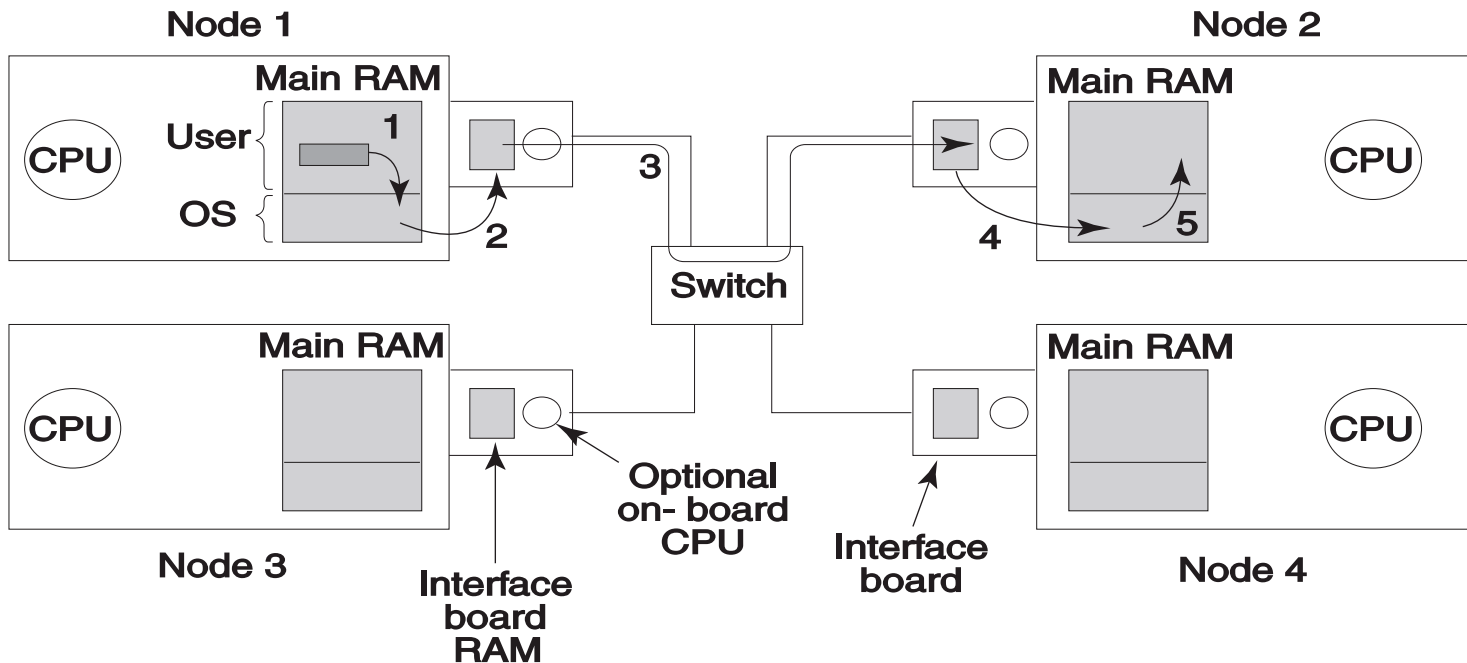 Node 1
Node 2
Main RAM
Main RAM
User
1
CPU
3
CPU
OS
2
4
5
Switch
Main RAM
Main RAM
CPU
CPU
Optional
on- board
CPU
Interface
board
Node 3
Node 4
Interface
board
RAM